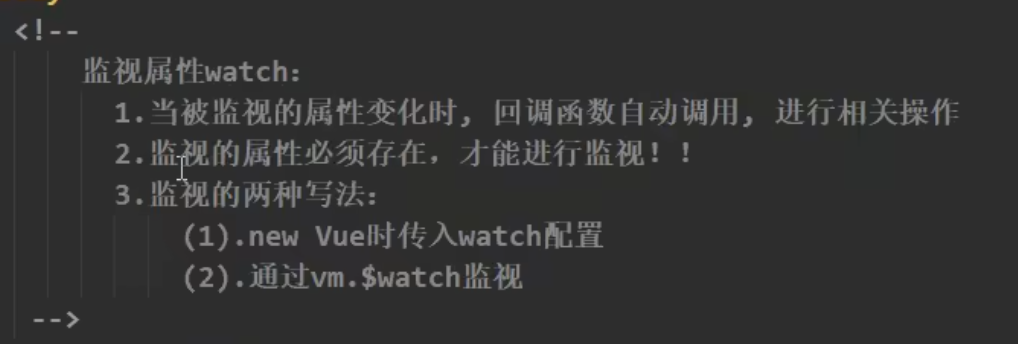 <!--
监视属性watch：
1.当被监视的属性变化时, 回调函数自动调用, 进行相关操作
2.监视的属性必须存在，才能进行监视！！
3.监视的两种写法：
(1).new Vue时传入watch配置
(2).通过vm.$watch监视
-->